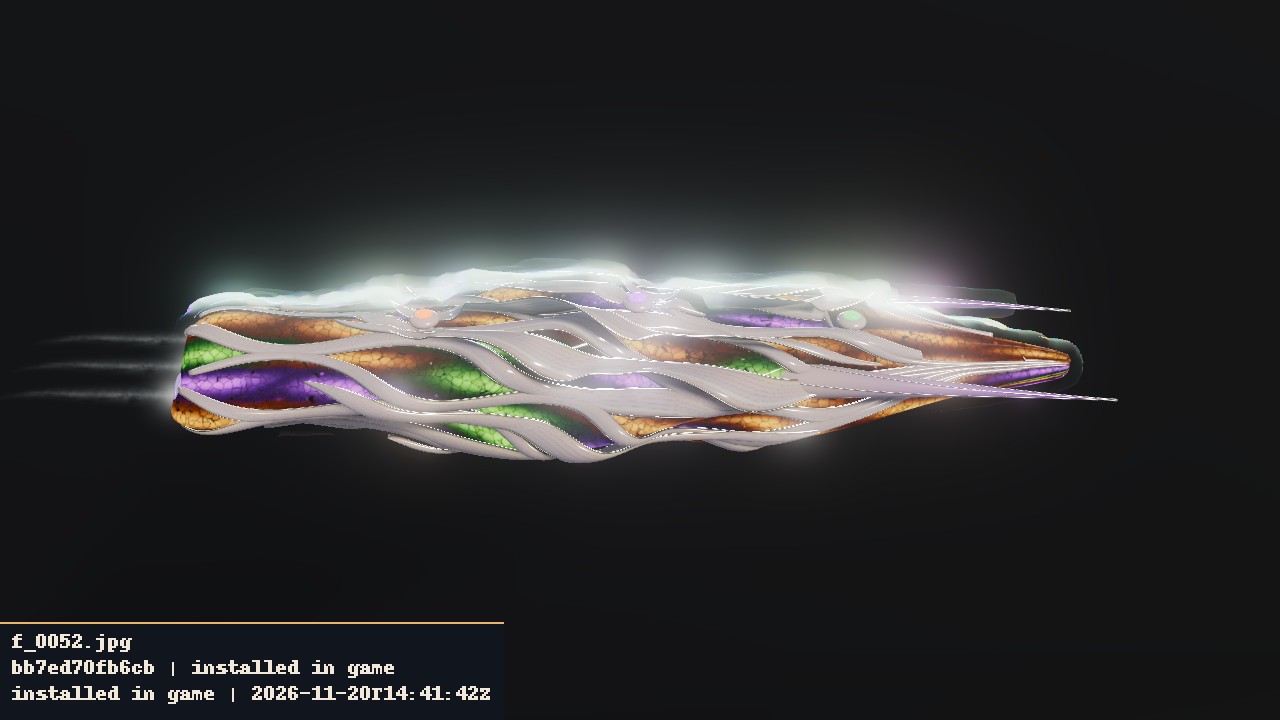 f_0052.jpg
bb7ed70fb6cb | installed in game
installed in game | 2026-11-20T14:41:42Z